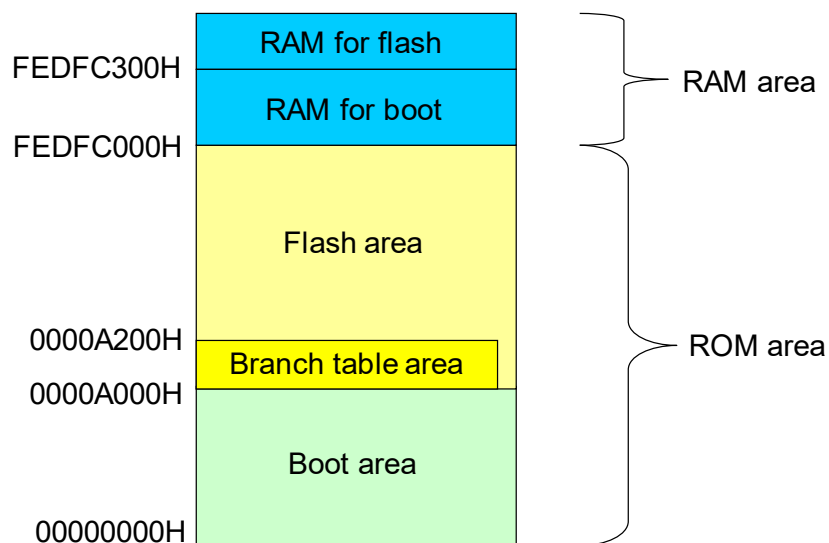 RAM for flash
FEDFC300H
RAM area
RAM for boot
FEDFC000H
Flash area
0000A200H
ROM area
Branch table area
0000A000H
Boot area
00000000H